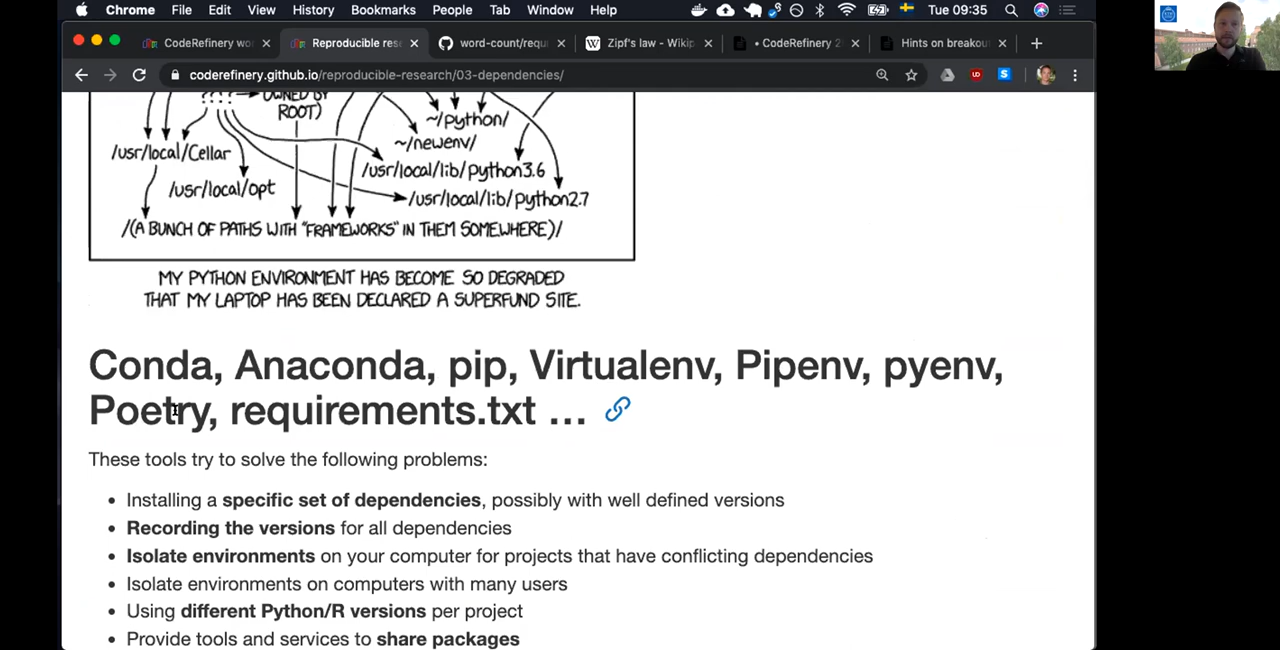 Chrome File Edit View History Bookmarks People Tab Window Help Tue 09:35
CodeRefinery wo Reproducible res word-count/requ Zipf's law - Wikip • CodeRefinery 2 Hints on breakou
coderefinery.github.io/reproducible-research/03-dependencies/
OWNED BY
ROOT)
~/python/
~/newenv/
/usr/local/Cellar
/usr/local/lib/python3.6
/usr/local/opt
/usr/local/lib/python2.7
/(A BUNCH OF PATHS WITH "FRAMEWORKS" IN THEM SOMEWHERE)/
MY PYTHON ENVIRONMENT HAS BECOME SO DEGRADED
THAT MY LAPTOP HAS BEEN DECLARED A SUPERFUND SITE.
Conda, Anaconda, pip, Virtualenv, Pipenv, pyenv,
Poetry, requirements.txt ...
These tools try to solve the following problems:
• Installing a specific set of dependencies, possibly with well defined versions
• Recording the versions for all dependencies
• Isolate environments on your computer for projects that have conflicting dependencies
• Isolate environments on computers with many users
• Using different Python/R versions per project
• Provide tools and services to share packages